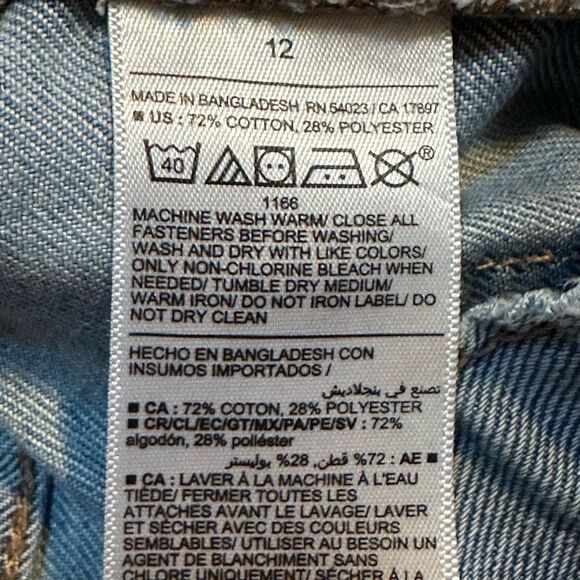 12
MADE IN BANGLADESH RN 54023 / CA 17897
■ US : 72% COTTON, 28% POLYESTER
40 ®
1166
MACHINE WASH WARM/ CLOSE ALL
FASTENERS BEFORE WASHING/
WASH AND DRY WITH LIKE COLORS/
ONLY NON-CHLORINE BLEACH WHEN
NEEDED/ TUMBLE DRY MEDIUM/
WARM IRON/ DO NOT IRON LABEL/ DO
NOT DRY CLEAN
HECHO EN BANGLADESH CON
INSUMOS IMPORTADOS /
تصنع في بنجلاديش
■ CA : 72% COTON, 28% POLYESTER
■ CR/CL/EC/GT/MX/PA/PE/SV : 72%
algodón, 28% poliéster
■ AE : 72% قطن, 28% بوليستر
■ CA : LAVER À LA MACHINE À L'EAU
TIÈDE/ FERMER TOUTES LES
ATTACHES AVANT LE LAVAGE/ LAVER
ET SÉCHER AVEC DES COULEURS
SEMBLABLES/ UTILISER AU BESOIN UN
AGENT DE BLANCHIMENT SANS
CHLORE UNIQUEMENT/ SÉCHER À LA